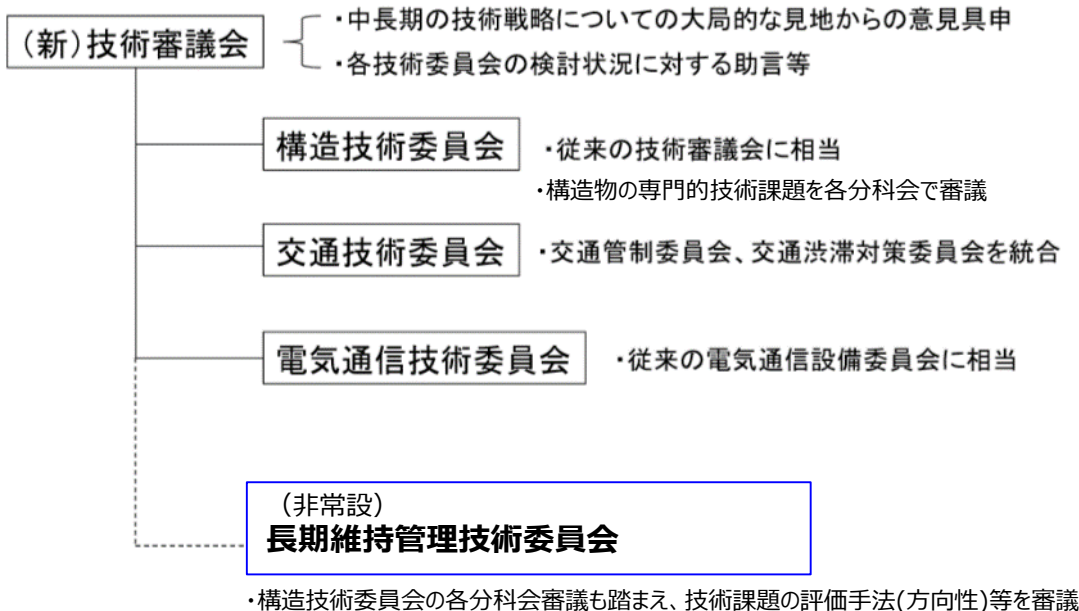 (新)技術審議会
・中長期の技術戦略についての大局的な見地からの意見具申
・各技術委員会の検討状況に対する助言等
構造技術委員会
・従来の技術審議会に相当
・構造物の専門的技術課題を各分科会で審議
交通技術委員会
・交通管制委員会、交通渋滞対策委員会を統合
電気通信技術委員会
・従来の電気通信設備委員会に相当
(非常設)
長期維持管理技術委員会
・構造技術委員会の各分科会審議も踏まえ、技術課題の評価手法(方向性)等を審議